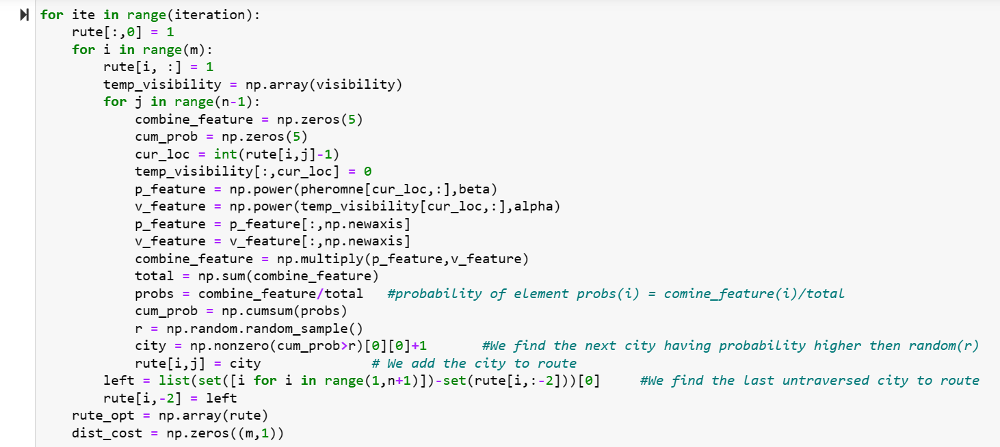 for ite in range(iteration):
    rute[:,0] = 1
    for i in range(m):
        rute[i, :] = 1
        temp_visibility = np.array(visibility)
        for j in range(n-1):
            combine_feature = np.zeros(5)
            cum_prob = np.zeros(5)
            cur_loc = int(rute[i,j]-1)
            temp_visibility[:,cur_loc] = 0
            p_feature = np.power(pheromne[cur_loc,:],beta)
            v_feature = np.power(temp_visibility[cur_loc,:],alpha)
            p_feature = p_feature[:,np.newaxis]
            v_feature = v_feature[:,np.newaxis]
            combine_feature = np.multiply(p_feature,v_feature)
            total = np.sum(combine_feature)
            probs = combine_feature/total   #probability of element probs(i) = comine_feature(i)/total
            cum_prob = np.cumsum(probs)
            r = np.random.random_sample()
            city = np.nonzero(cum_prob>r)[0][0]+1       #We find the next city having probability higher then random(r)
            rute[i,j] = city              # We add the city to route
        left = list(set([i for i in range(1,n+1)])-set(rute[i,:-2]))[0]     #We find the last untraversed city to route
        rute[i,-2] = left
    rute_opt = np.array(rute)
    dist_cost = np.zeros((m,1))